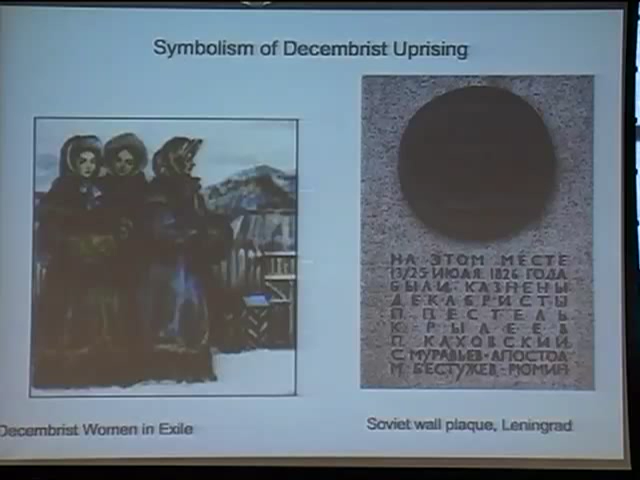 Symbolism of Decembrist Uprising
НА ЭТОМ МЕСТЕ
13/25 ИЮЛЯ 1826 ГОДА
БЫЛИ КАЗНЕНЫ
ДЕКАБРИСТЫ
П ПЕСТЕЛЬ
К РЫЛЕЕВ
П КАХОВСКИЙ
С МУРАВЬЕВ-АПОСТОЛ
М БЕСТУЖЕВ-РЮМИН
Decembrist Women in Exile
Soviet wall plaque, Leningrad